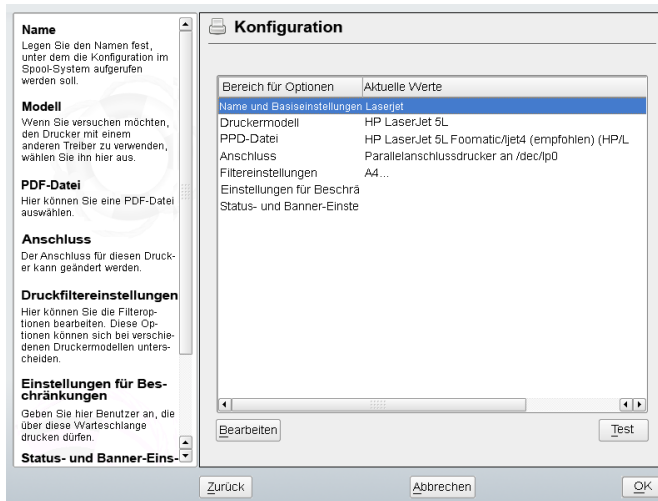 Name
Legen Sie den Namen fest,
unter dem die Konfiguration im
Spool-System aufgerufen
werden soll.
Modell
Wenn Sie versuchen möchten,
den Drucker mit einem
anderen Treiber zu verwenden,
wählen Sie ihn hier aus.
PDF-Datei
Hier können Sie eine PDF-Datei
auswählen.
Anschluss
Der Anschluss für diesen Druck-
er kann geändert werden.
Druckfiltereinstellungen
Hier können Sie die Filterop-
tionen bearbeiten. Diese Op-
tionen können sich bei verschie-
denen Druckermodellen unters-
cheiden.
Einstellungen für Bes-
chränkungen
Geben Sie hier Benutzer an, die
über diese Warteschlange
drucken dürfen.
Status- und Banner-Eins-
Konfiguration
Bereich für Optionen Aktuelle Werte
Name und Basiseinstellungen Laserjet
Druckermodell HP LaserJet 5L
PPD-Datei HP LaserJet 5L Foomatic/ljet4 (empfohlen) (HP/L
Anschluss Parallelanschlussdrucker an /dec/lp0
Filtereinstellungen A4...
Einstellungen für Beschrä
Status- und Banner-Einste
Bearbeiten Test
Zurück Abbrechen OK